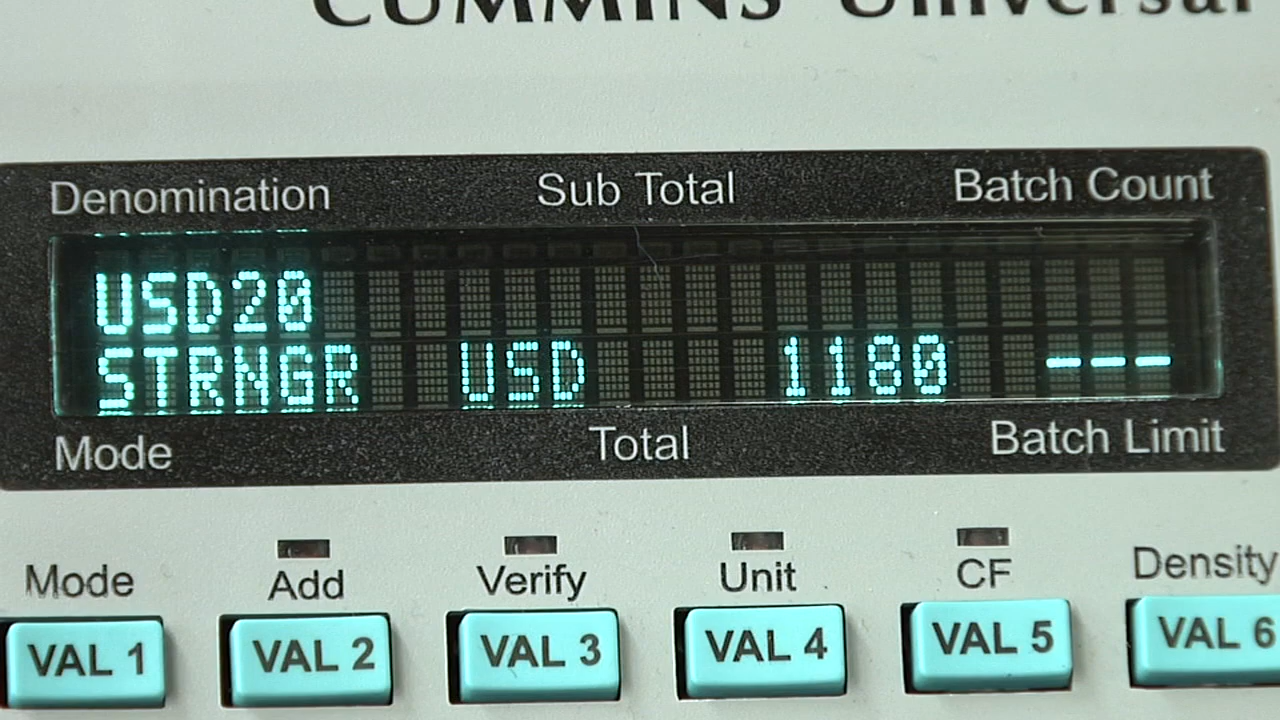 CUMMINS Universal
Denomination Sub Total Batch Count
USD20
STRNGR USD 1180 ---
Mode Total Batch Limit
Mode Add Verify Unit CF Density
VAL 1 VAL 2 VAL 3 VAL 4 VAL 5 VAL 6